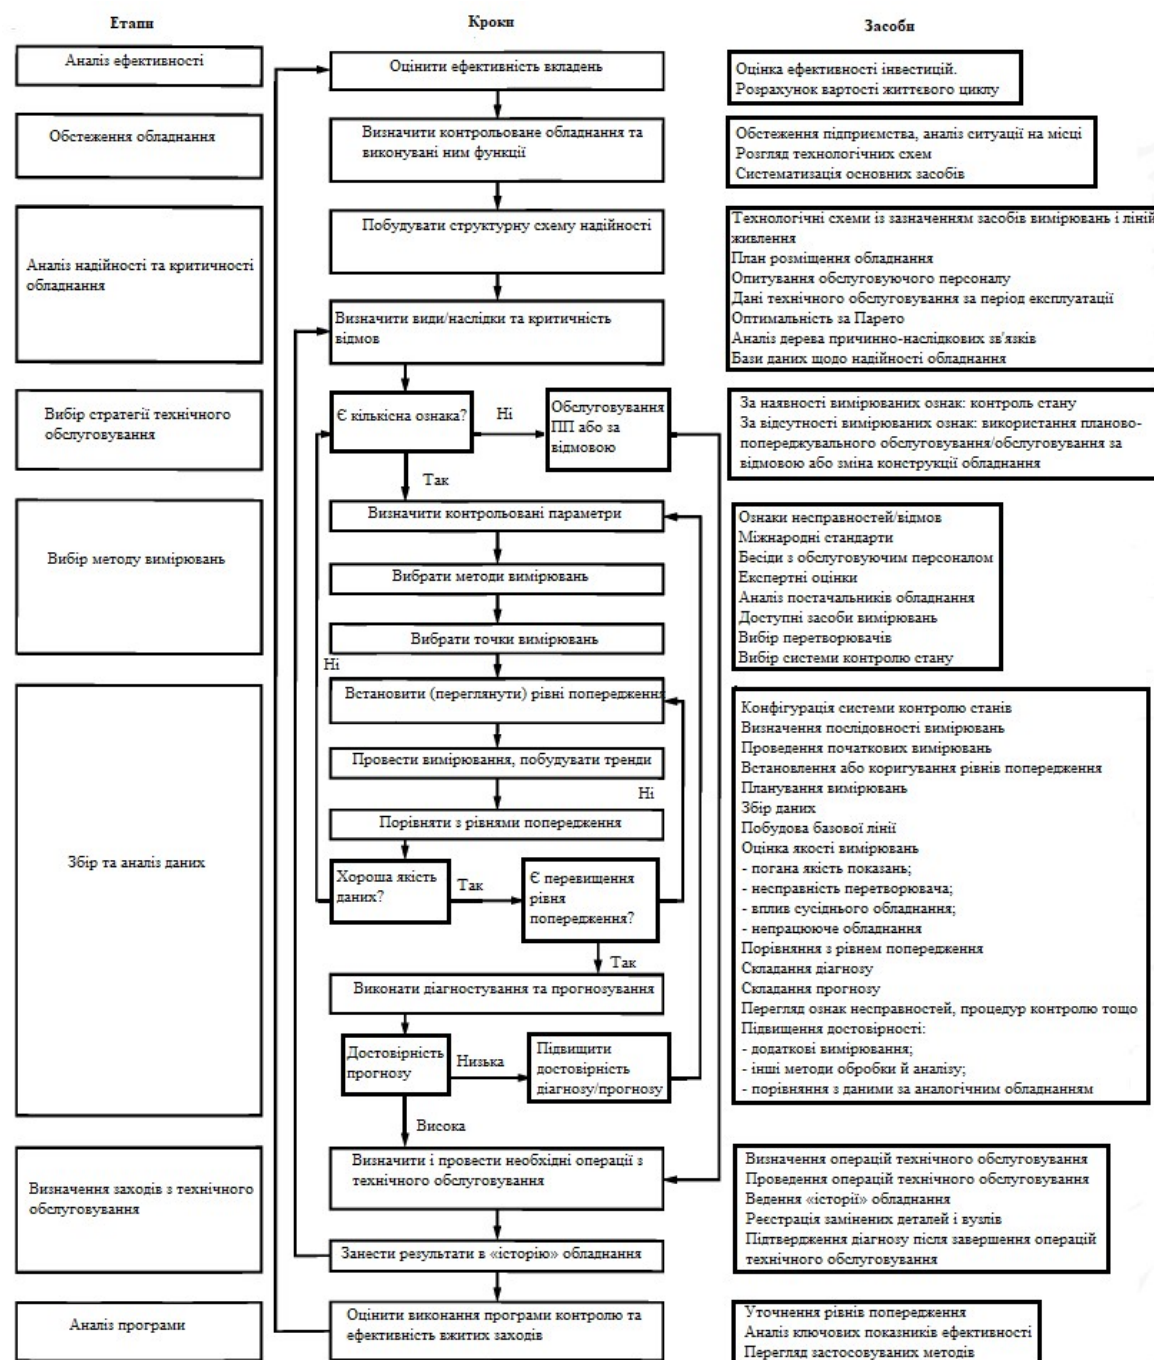 Етапи
Кроки
Засоби
Аналіз ефективності
Оцінити ефективність вкладень
Оцінка ефективності інвестицій.
Розрахунок вартості життєвого циклу
Обстеження обладнання
Визначити контрольоване обладнання та
виконувані ним функції
Обстеження підприємства, аналіз ситуації на місці
Розгляд технологічних схем
Систематизація основних засобів
Аналіз надійності та критичності
обладнання
Побудувати структурну схему надійності
Визначити види/наслідки та критичність
відмов
Технологічні схеми із зазначенням засобів вимірювань і ліній
живлення
План розміщення обладнання
Опитування обслуговуючого персоналу
Дані технічного обслуговування за період експлуатації
Оптимальність за Парето
Аналіз дерева причинно-наслідкових зв'язків
Бази даних щодо надійності обладнання
Вибір стратегії технічного
обслуговування
Є кількісна ознака?
Ні
Обслуговування
ПП або за
відмовою
Так
За наявності вимірюваних ознак: контроль стану
За відсутності вимірюваних ознак: використання планово-
попереджувального обслуговування/обслуговування за
відмовою або зміна конструкції обладнання
Вибір методу вимірювань
Визначити контрольовані параметри
Вибрати методи вимірювань
Вибрати точки вимірювань
Ознаки несправностей/відмов
Міжнародні стандарти
Бесіди з обслуговуючим персоналом
Експертні оцінки
Аналіз постачальників обладнання
Доступні засоби вимірювань
Вибір перетворювачів
Вибір системи контролю стану
Збір та аналіз даних
Ні
Встановити (переглянути) рівні попередження
Провести вимірювання, побудувати тренди
Ні
Порівняти з рівнями попередження
Хороша якість
даних?
Так
Є перевищення
рівня
попередження?
Так
Виконати діагностування та прогнозування
Достовірність
прогнозу
Низька
Підвищити
достовірність
діагнозу/прогнозу
Висока
Конфігурація системи контролю станів
Визначення послідовності вимірювань
Проведення початкових вимірювань
Встановлення або коригування рівнів попередження
Планування вимірювань
Збір даних
Побудова базової лінії
Оцінка якості вимірювань
- погана якість показань;
- несправність перетворювача;
- вплив сусіднього обладнання;
- непрацююче обладнання
Порівняння з рівнем попередження
Складання діагнозу
Складання прогнозу
Перегляд ознак несправностей, процедур контролю тощо
Підвищення достовірності:
- додаткові вимірювання;
- інші методи обробки й аналізу;
- порівняння з даними за аналогічним обладнанням
Визначення заходів з технічного
обслуговування
Визначити і провести необхідні операції з
технічного обслуговування
Занести результати в «історію» обладнання
Визначення операцій технічного обслуговування
Проведення операцій технічного обслуговування
Ведення «історії» обладнання
Реєстрація замінених деталей і вузлів
Підтвердження діагнозу після завершення операцій
технічного обслуговування
Аналіз програми
Оцінити виконання програми контролю та
ефективність вжитих заходів
Уточнення рівнів попередження
Аналіз ключових показників ефективності
Перегляд застосовуваних методів